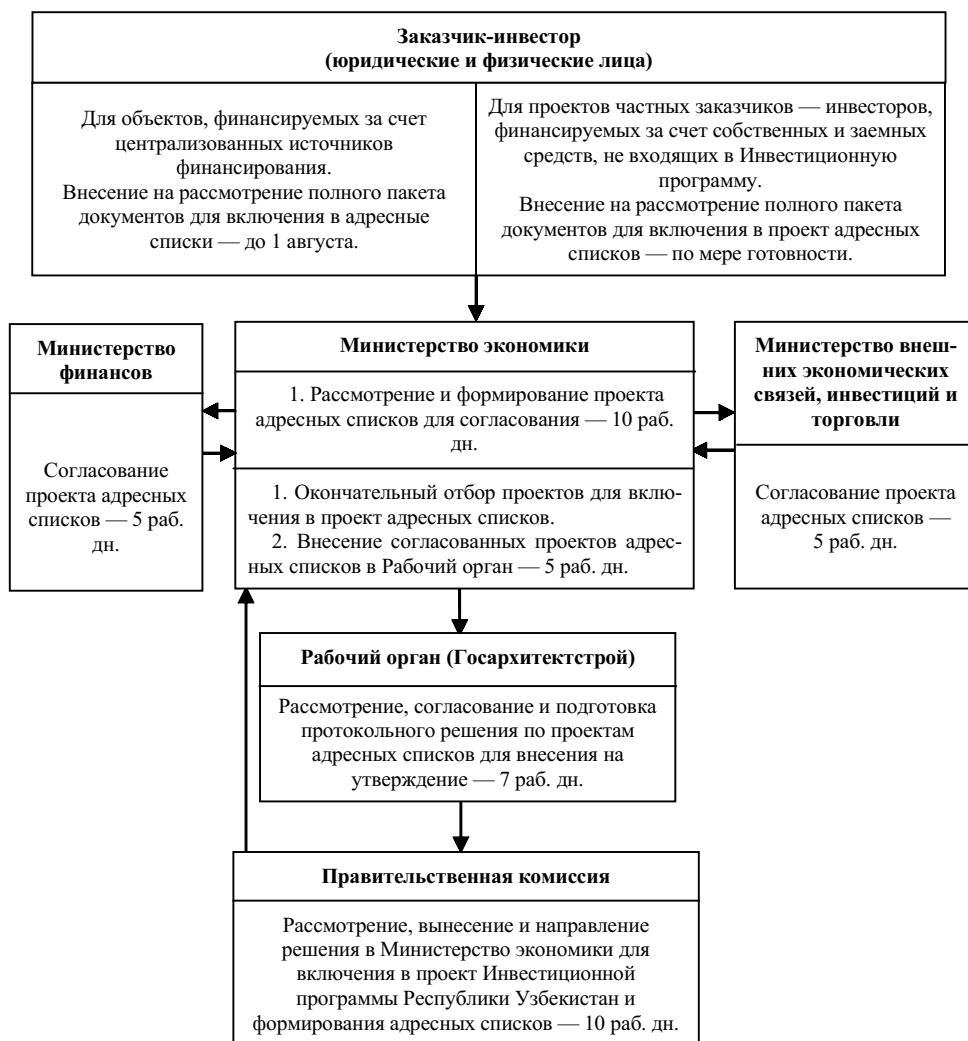 Заказчик-инвестор
(юридические и физические лица)
Для объектов, финансируемых за счет
централизованных источников
финансирования.
Внесение на рассмотрение полного пакета
документов для включения в адресные
списки — до 1 августа.
Для проектов частных заказчиков — инвесторов,
финансируемых за счет собственных и заемных
средств, не входящих в Инвестиционную
программу.
Внесение на рассмотрение полного пакета
документов для включения в проект адресных
списков — по мере готовности.
Министерство
финансов
Согласование
проекта адресных
списков — 5 раб.
дн.
Министерство экономики
1. Рассмотрение и формирование проекта
адресных списков для согласования — 10 раб.
дн.
1. Окончательный отбор проектов для вклю-
чения в проект адресных списков.
2. Внесение согласованных проектов адрес-
ных списков в Рабочий орган — 5 раб. дн.
Министерство внеш-
них экономических
связей, инвестиций и
торговли
Согласование проекта
адресных списков —
5 раб. дн.
Рабочий орган (Госархитектстрой)
Рассмотрение, согласование и подготовка
протокольного решения по проектам
адресных списков для внесения на
утверждение — 7 раб. дн.
Правительственная комиссия
Рассмотрение, вынесение и направление
решения в Министерство экономики для
включения в проект Инвестиционной
программы Республики Узбекистан и
формирования адресных списков — 10 раб. дн.